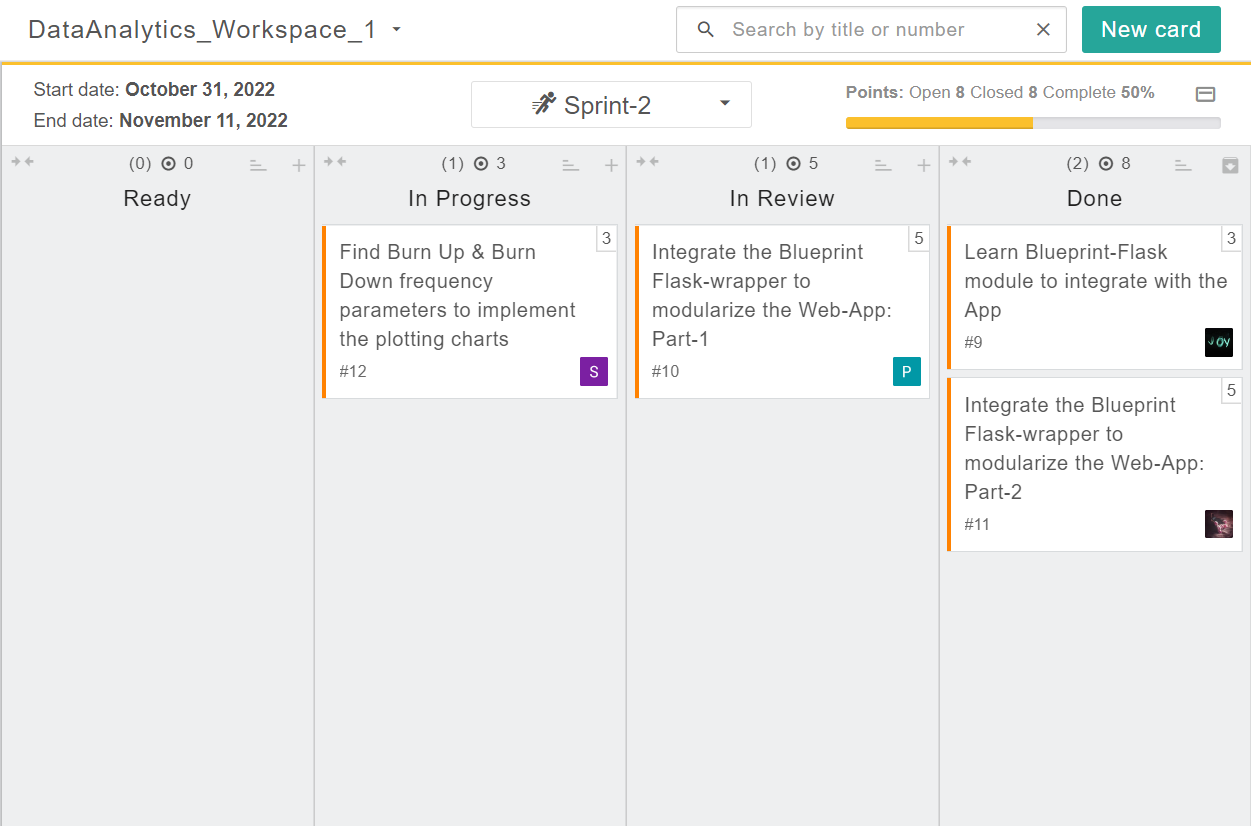 DataAnalytics_Workspace_1
Search by title or number
New card
Start date: October 31, 2022
End date: November 11, 2022
Sprint-2
Points: Open 8 Closed 8 Complete 50%
(0) 0
Ready
(1) 3
In Progress
3
Find Burn Up & Burn
Down frequency
parameters to implement
the plotting charts
#12
S
(1) 5
In Review
5
Integrate the Blueprint
Flask-wrapper to
modularize the Web-App:
Part-1
#10
P
(2) 8
Done
3
Learn Blueprint-Flask
module to integrate with the
App
#9
5
Integrate the Blueprint
Flask-wrapper to
modularize the Web-App:
Part-2
#11